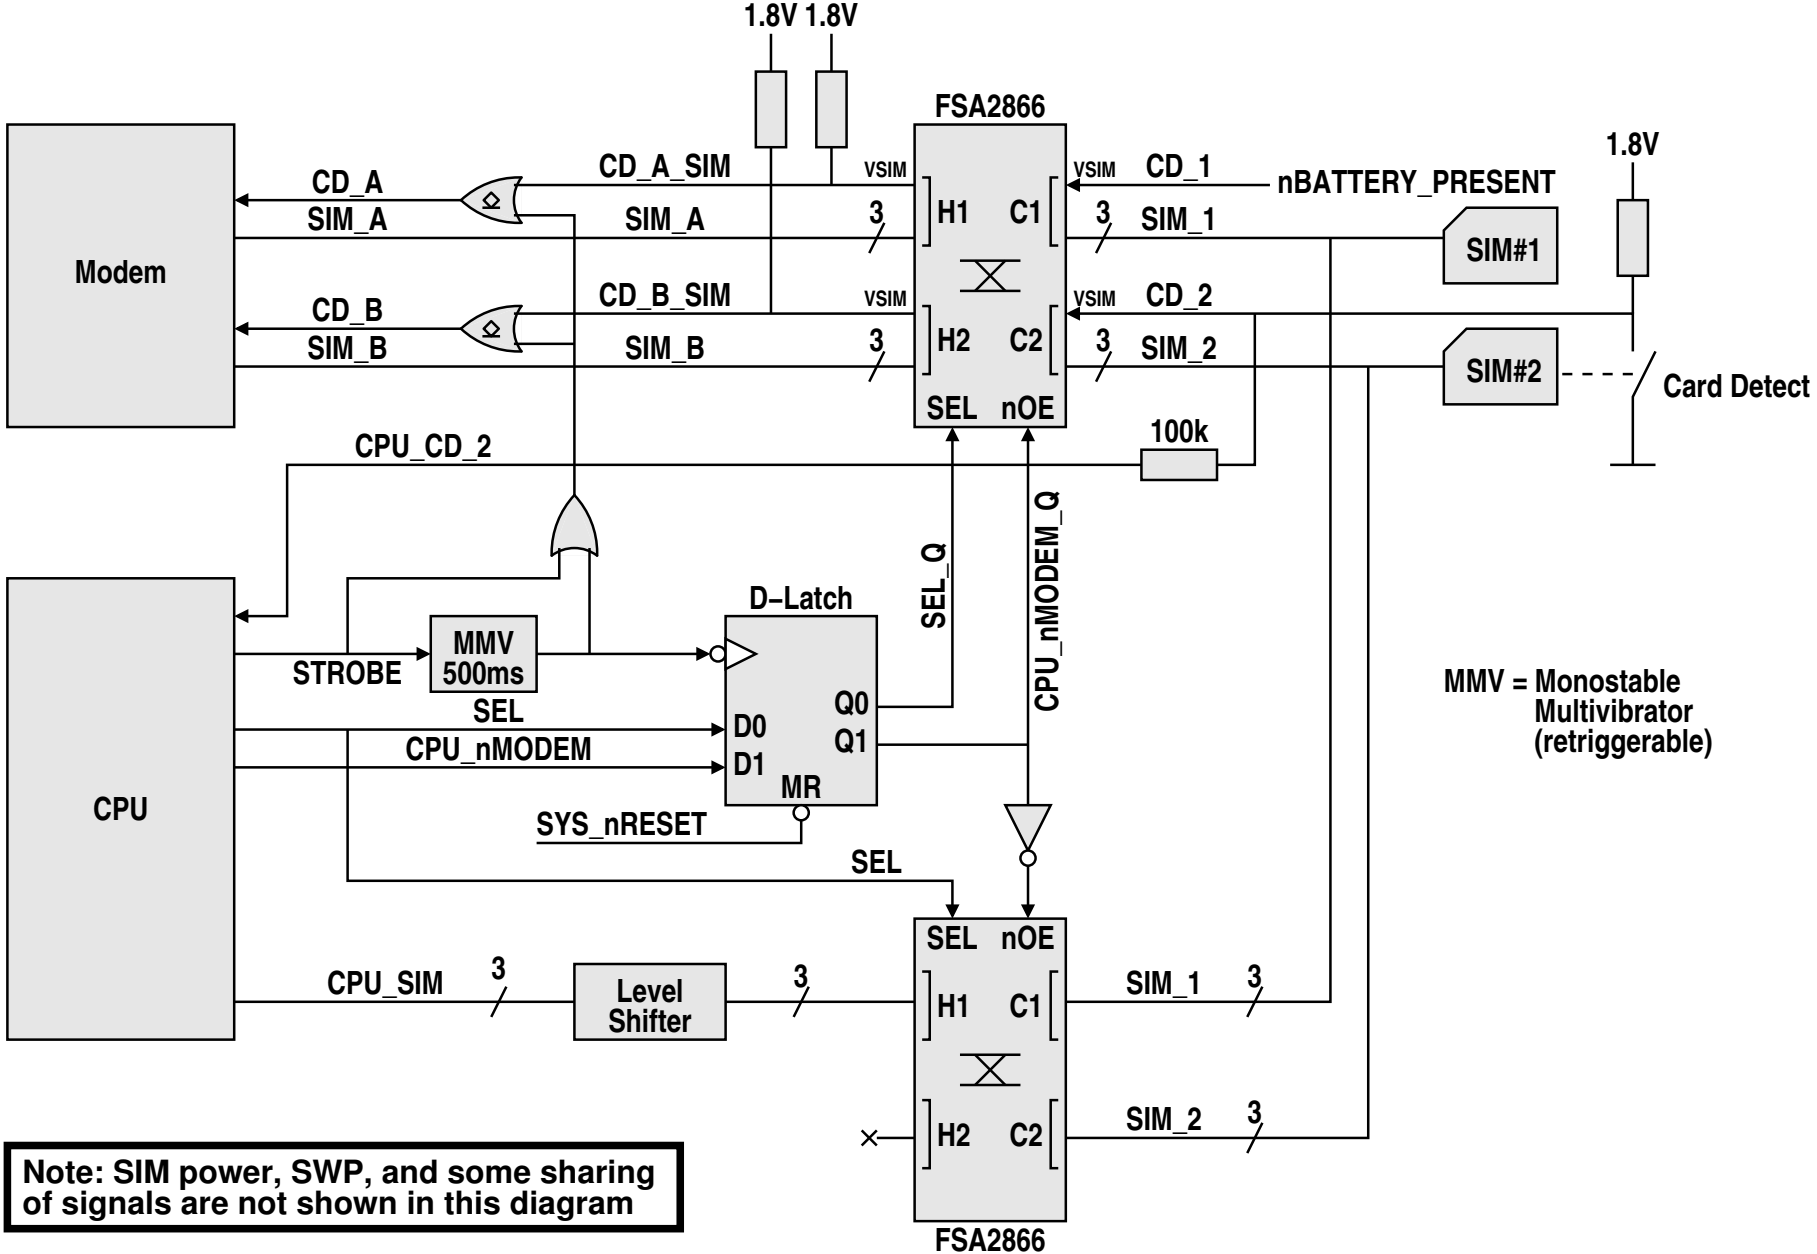 1.8V 1.8V
FSA2866
1.8V
CD_A_SIM
VSIM
VSIM
CD_1
nBATTERY_PRESENT
CD_A
SIM_A
SIM_A
3
H1
C1
3
SIM_1
SIM#1
Modem
CD_B
CD_B_SIM
VSIM
VSIM
CD_2
SIM_B
SIM_B
3
H2
C2
3
SIM_2
SIM#2
Card Detect
SEL nOE
CPU_CD_2
100k
SEL_Q
CPU_nMODEM_Q
D–Latch
MMV
500ms
STROBE
SEL
CPU_nMODEM
D0
D1
Q0
Q1
MR
SYS_nRESET
MMV = Monostable
Multivibrator
(retriggerable)
CPU
SEL
SEL nOE
CPU_SIM
3
Level
Shifter
3
H1
C1
SIM_1
3
H2
C2
SIM_2
3
FSA2866
Note: SIM power, SWP, and some sharing
of signals are not shown in this diagram